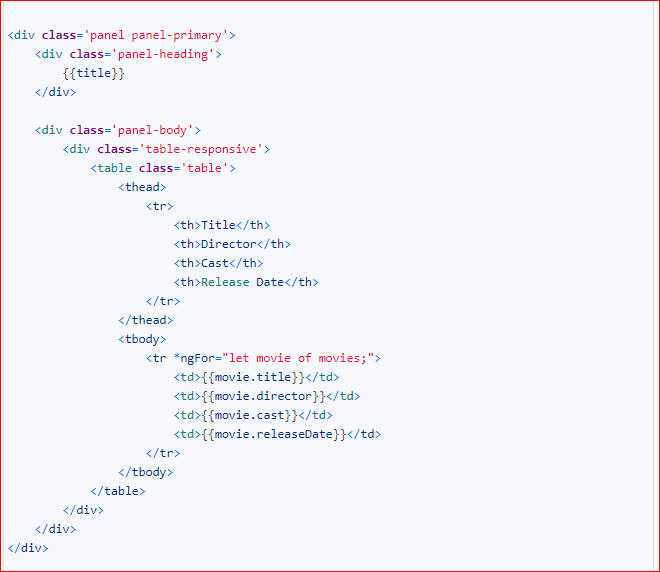 <div class='panel panel-primary'>
    <div class='panel-heading'>
        {{title}}
    </div>

    <div class='panel-body'>
        <div class='table-responsive'>
            <table class='table'>
                <thead>
                    <tr>
                        <th>Title</th>
                        <th>Director</th>
                        <th>Cast</th>
                        <th>Release Date</th>
                    </tr>
                </thead>
                <tbody>
                    <tr *ngFor="let movie of movies;">
                        <td>{{movie.title}}</td>
                        <td>{{movie.director}}</td>
                        <td>{{movie.cast}}</td>
                        <td>{{movie.releaseDate}}</td>
                    </tr>
                </tbody>
            </table>
        </div>
    </div>
</div>